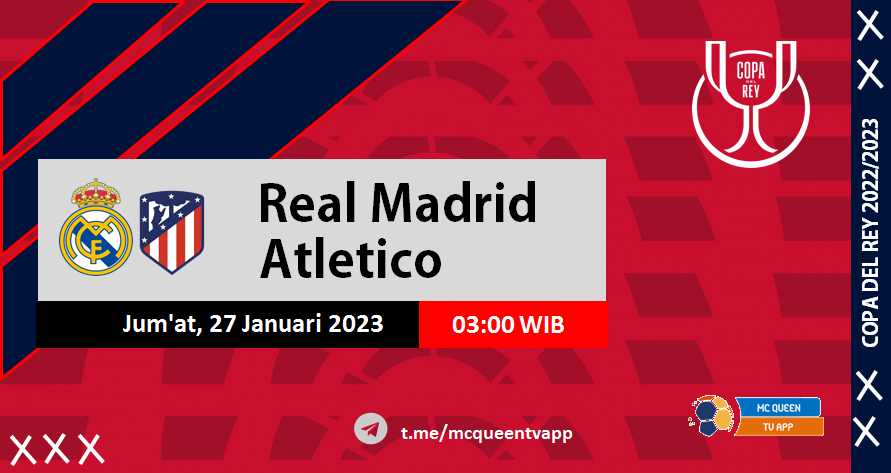 COPA
DEL
REY
Real Madrid
Atletico
Jum'at, 27 Januari 2023
03:00 WIB
COPA DEL REY 2022/2023
MC QUEEN
TV APP
t.me/mcqueentvapp